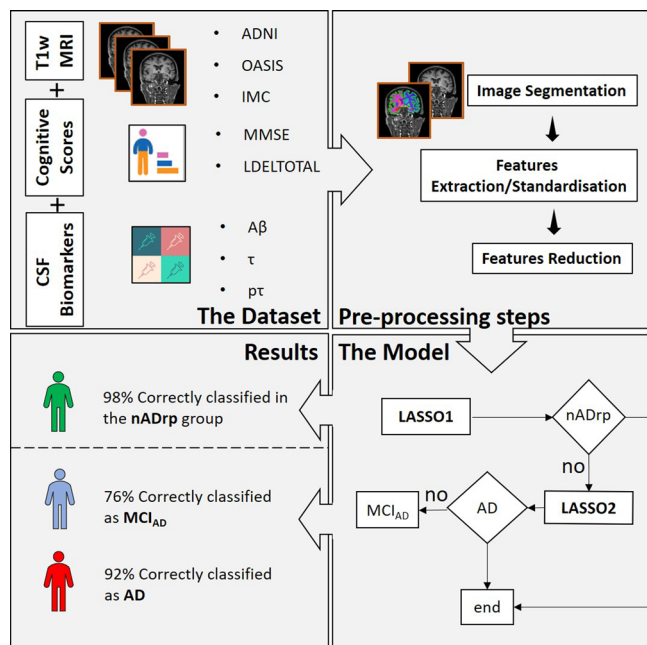 T1w
MRI
+
Cognitive
Scores
+
CSF
Biomarkers
• ADNI
• OASIS
• IMC
• MMSE
• LDELTOTAL
• Aβ
• τ
• pτ
The Dataset
Image Segmentation
Features
Extraction/Standardisation
Features Reduction
Pre-processing steps
Results
98% Correctly classified in
the nADrp group
76% Correctly classified
as MCI_AD
92% Correctly classified
as AD
The Model
LASSO1
nADrp
no
LASSO2
AD
no
MCI_AD
end